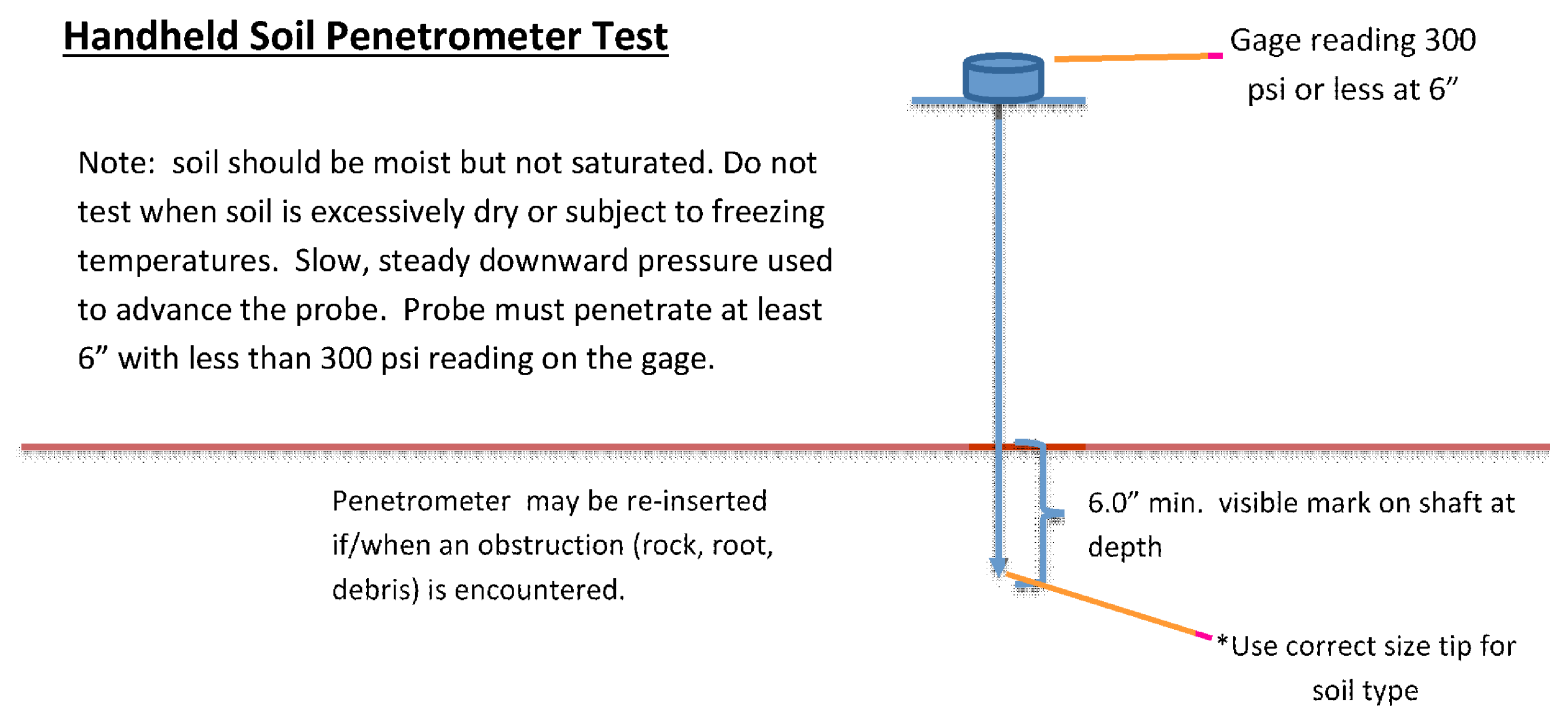 Handheld Soil Penetrometer Test
Gage reading 300
psi or less at 6”
Note:  soil should be moist but not saturated. Do not
test when soil is excessively dry or subject to freezing
temperatures.  Slow, steady downward pressure used
to advance the probe.  Probe must penetrate at least
6” with less than 300 psi reading on the gage.
Penetrometer  may be re-inserted
if/when an obstruction (rock, root,
debris) is encountered.
6.0” min.  visible mark on shaft at
depth
*Use correct size tip for
soil type